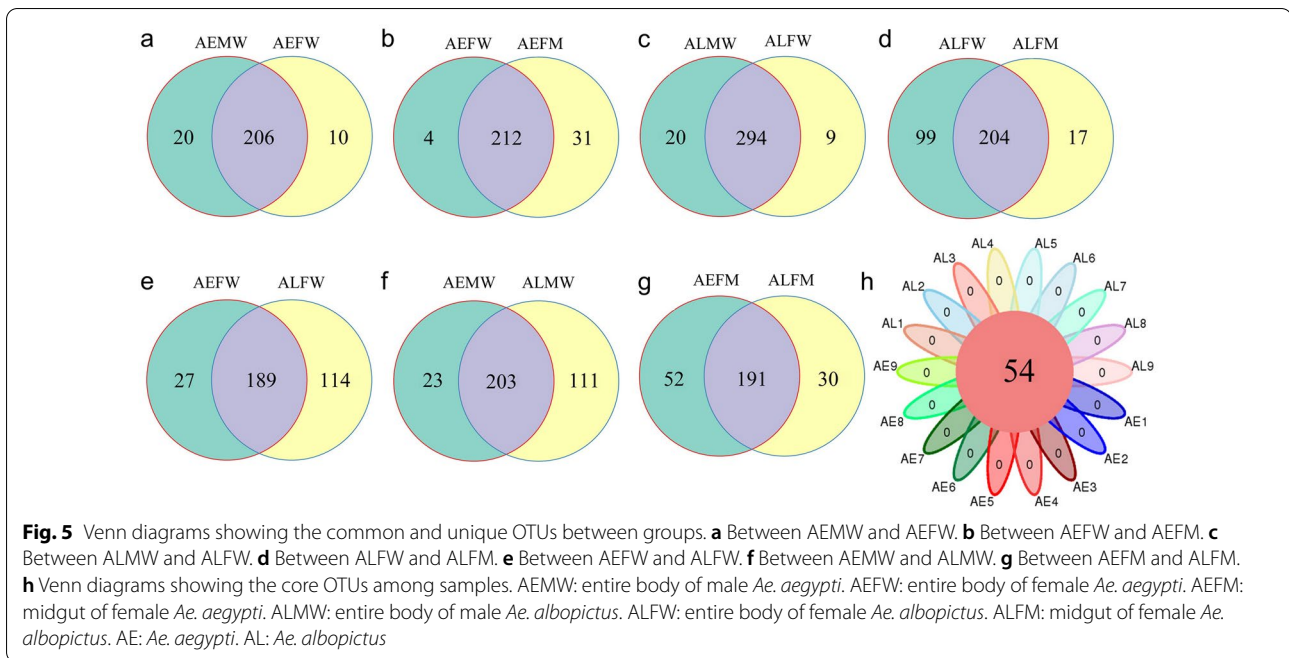 a AEMW AEFW
20 206 10
b AEFW AEFM
4 212 31
c ALMW ALFW
20 294 9
d ALFW ALFM
99 204 17
e AEFW ALFW
27 189 114
f AEMW ALMW
23 203 111
g AEFM ALFM
52 191 30
h
AL4 0
AL5 0
AL6 0
AL7 0
AL8 0
AL9 0
AE1 0
AE2 0
AE3 0
AE4 0
AE5 0
AE6 0
AE7 0
AE8 0
AE9 0
AL1 0
AL2 0
AL3 0
54
Fig. 5 Venn diagrams showing the common and unique OTUs between groups. a Between AEMW and AEFW. b Between AEFW and AEFM. c
Between ALMW and ALFW. d Between ALFW and ALFM. e Between AEFW and ALFW. f Between AEMW and ALMW. g Between AEFM and ALFM.
h Venn diagrams showing the core OTUs among samples. AEMW: entire body of male Ae. aegypti. AEFW: entire body of female Ae. aegypti. AEFM:
midgut of female Ae. aegypti. ALMW: entire body of male Ae. albopictus. ALFW: entire body of female Ae. albopictus. ALFM: midgut of female Ae.
albopictus. AE: Ae. aegypti. AL: Ae. albopictus